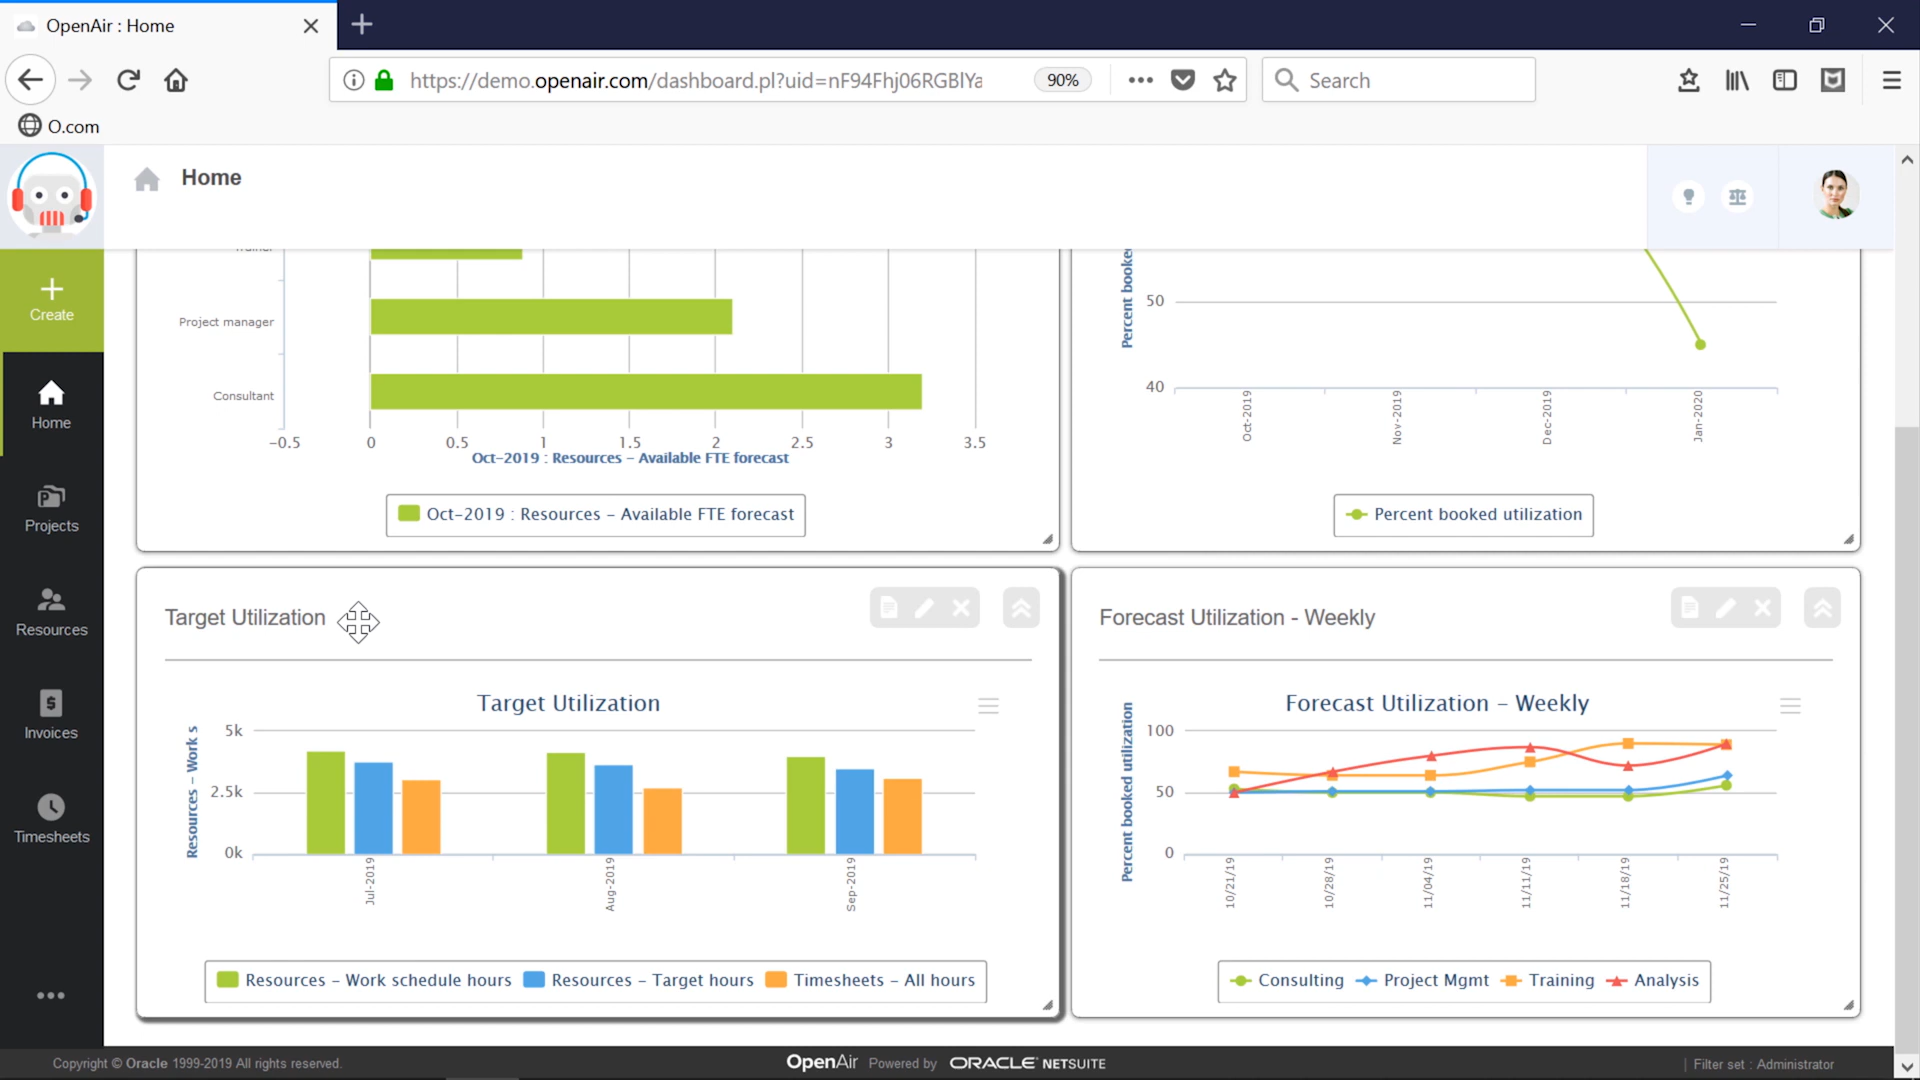 OpenAir : Home
https://demo.openair.com/dashboard.pl?uid=nF94Fhj06RGBlYa
90%
Search
O.com
Home
Create
Home
Projects
Resources
Invoices
Timesheets
Project manager
Consultant
-0.5 0 0.5 1 1.5 2 2.5 3 3.5
Oct-2019 : Resources - Available FTE forecast
Oct-2019 : Resources - Available FTE forecast
Percent booked
50
40
Oct-2019 Nov-2019 Dec-2019 Jan-2020
Percent booked utilization
Target Utilization
Target Utilization
Resources - Work s
5k
2.5k
0k
Jul-2019 Aug-2019 Sep-2019
Resources - Work schedule hours Resources - Target hours Timesheets - All hours
Forecast Utilization - Weekly
Forecast Utilization - Weekly
Percent booked utilization
100
50
0
10/21/19 10/28/19 11/04/19 11/11/19 11/18/19 11/25/19
Consulting Project Mgmt Training Analysis
Copyright © Oracle 1999-2019 All rights reserved.
OpenAir Powered by ORACLE NETSUITE
| Filter set : Administrator